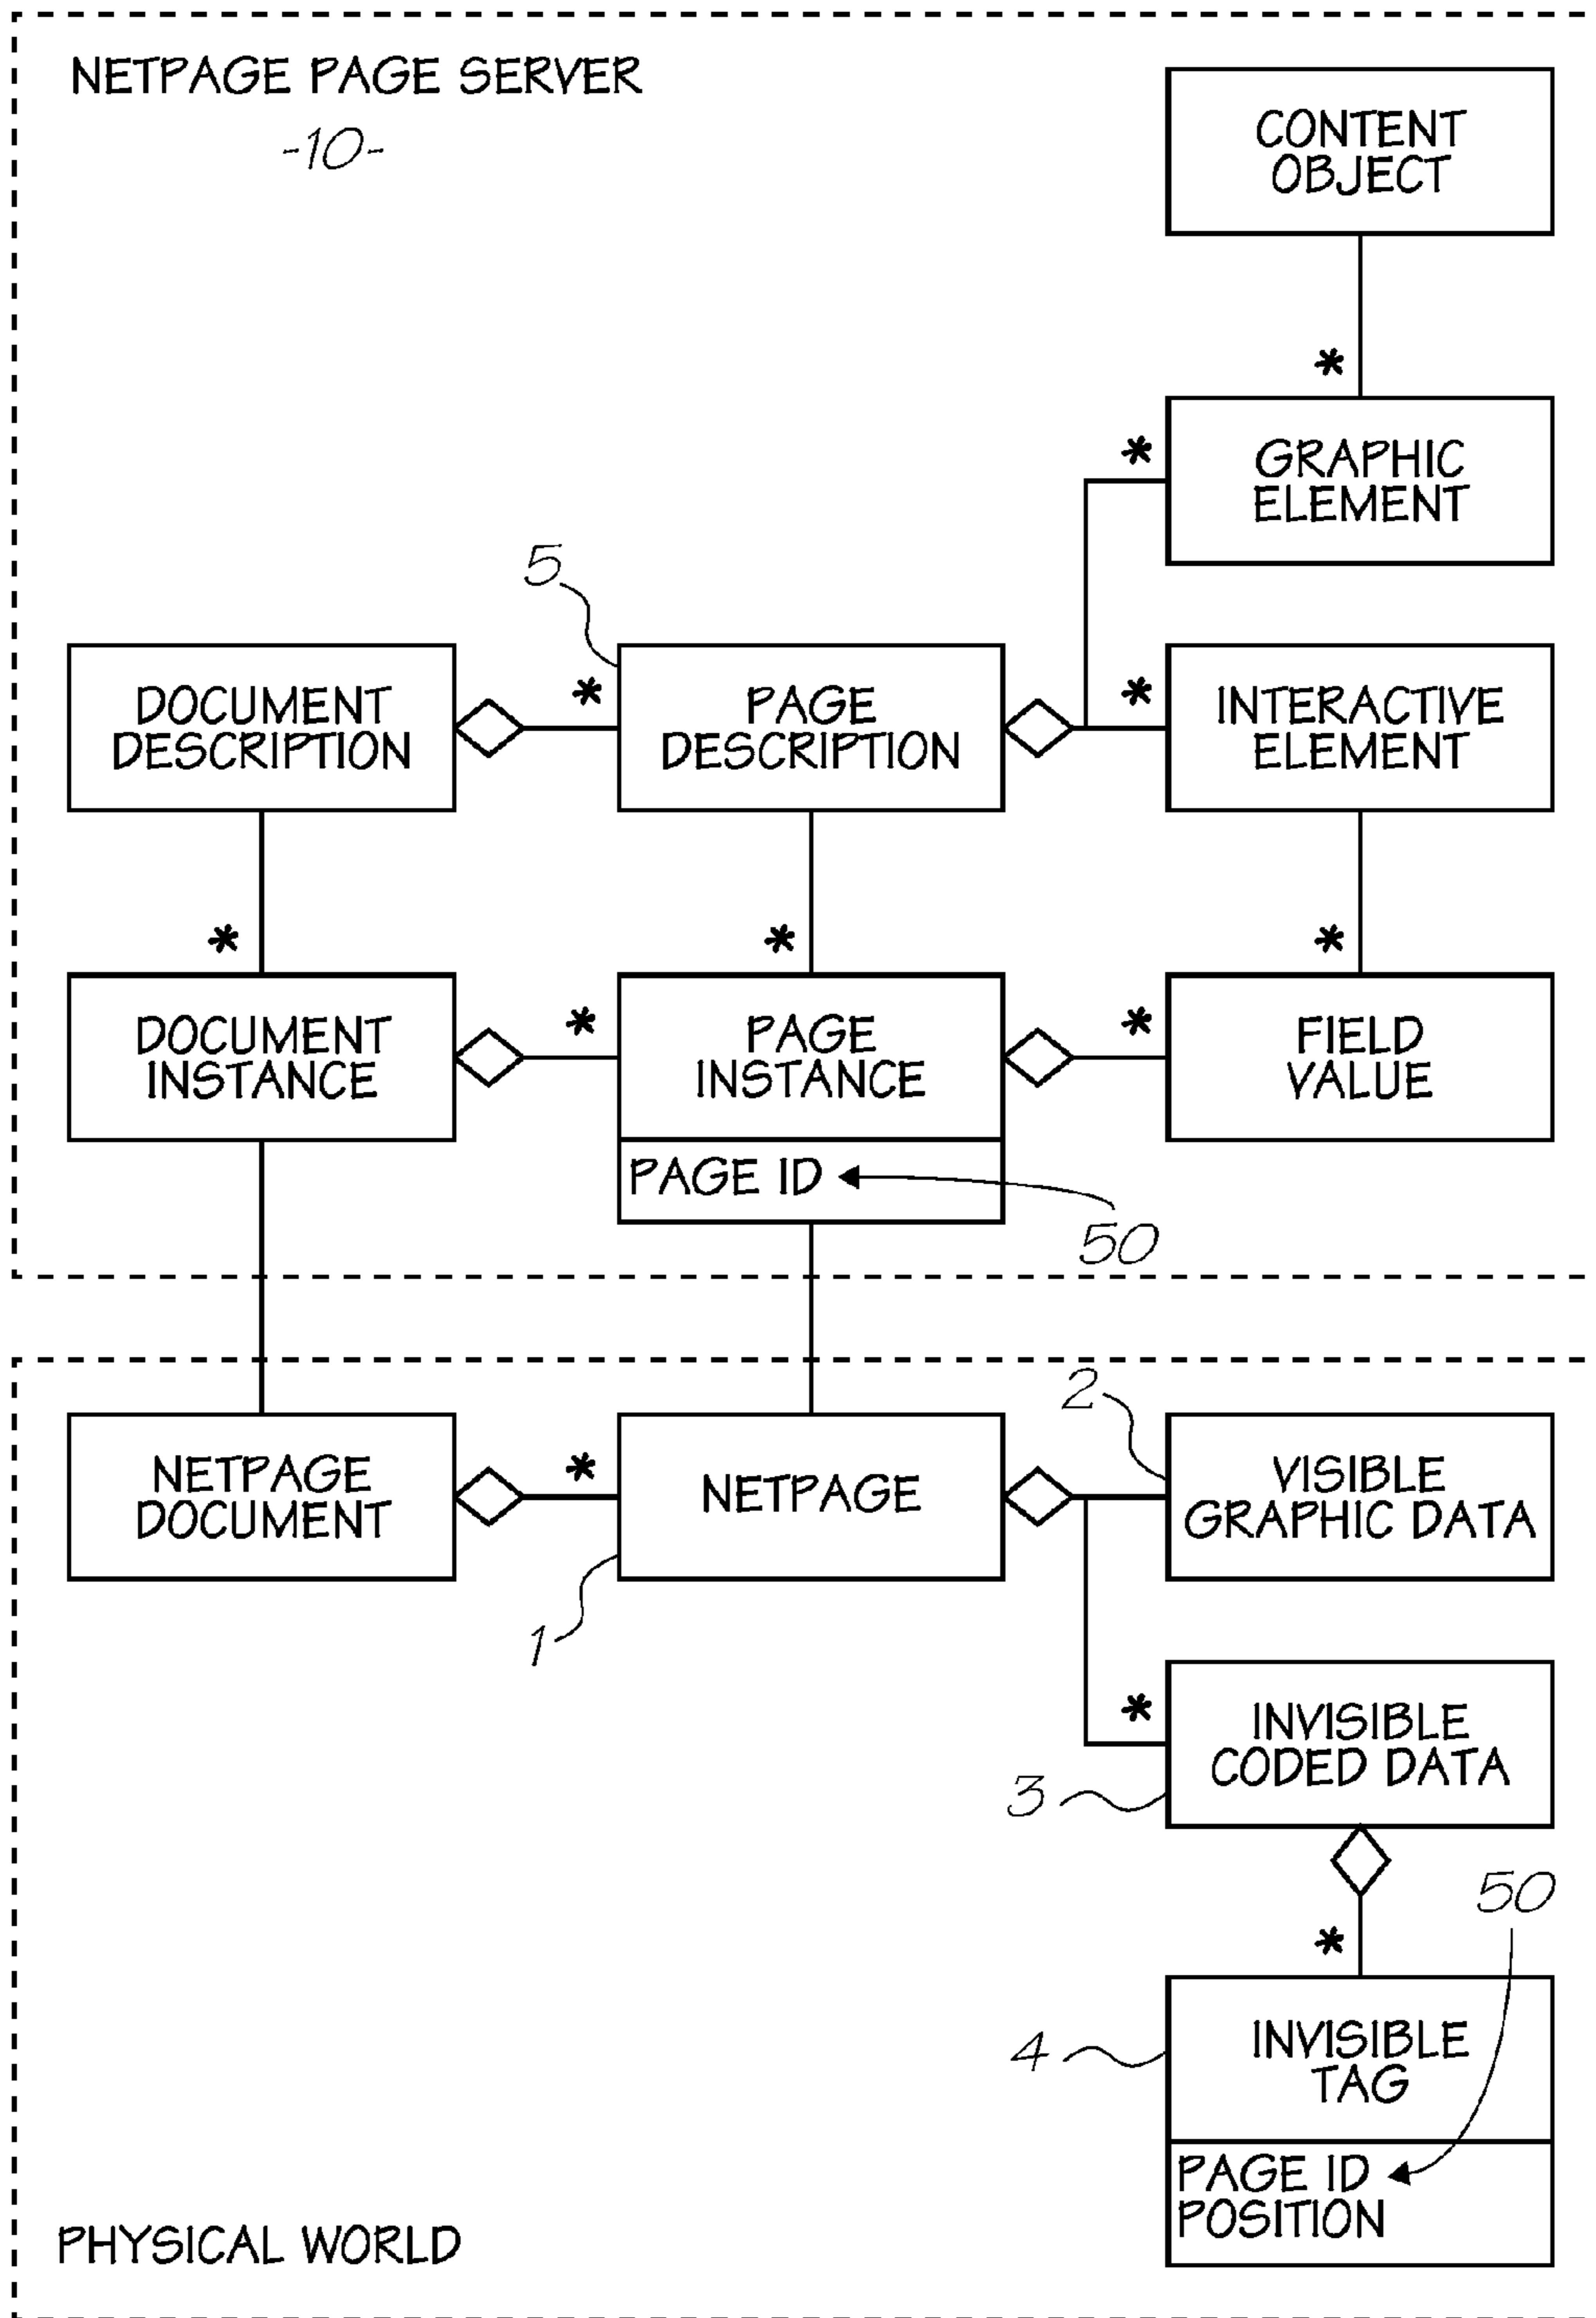 NETPAGE PAGE SERVER
-10-
CONTENT
OBJECT
*
*
GRAPHIC
ELEMENT
5
DOCUMENT
DESCRIPTION
*
PAGE
DESCRIPTION
*
INTERACTIVE
ELEMENT
*
*
*
DOCUMENT
INSTANCE
*
PAGE
INSTANCE
*
FIELD
VALUE
PAGE ID
50
2
NETPAGE
DOCUMENT
*
NETPAGE
VISIBLE
GRAPHIC DATA
1
*
INVISIBLE
CODED DATA
3
50
*
4
INVISIBLE
TAG
PAGE ID
POSITION
PHYSICAL WORLD